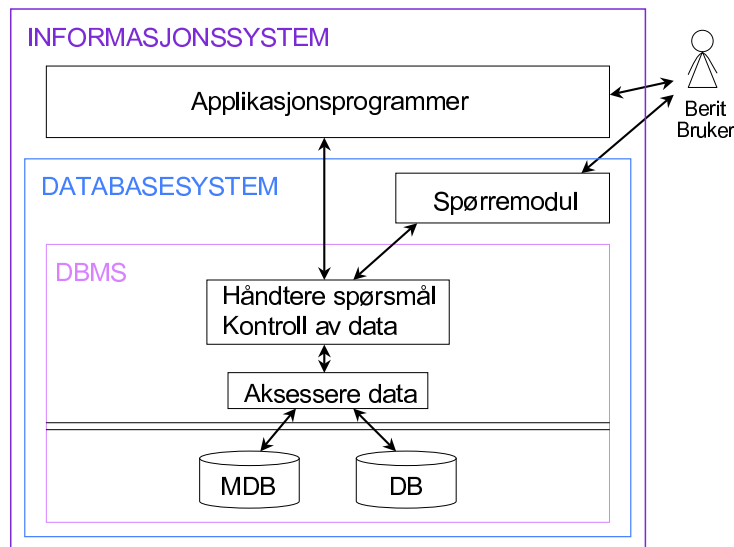 INFORMASJONSSYSTEM
Applikasjonsprogrammer
Berit
Bruker
DATABASESYSTEM
Spørremodul
DBMS
Håndtere spørsmål
Kontroll av data
Aksessere data
MDB
DB